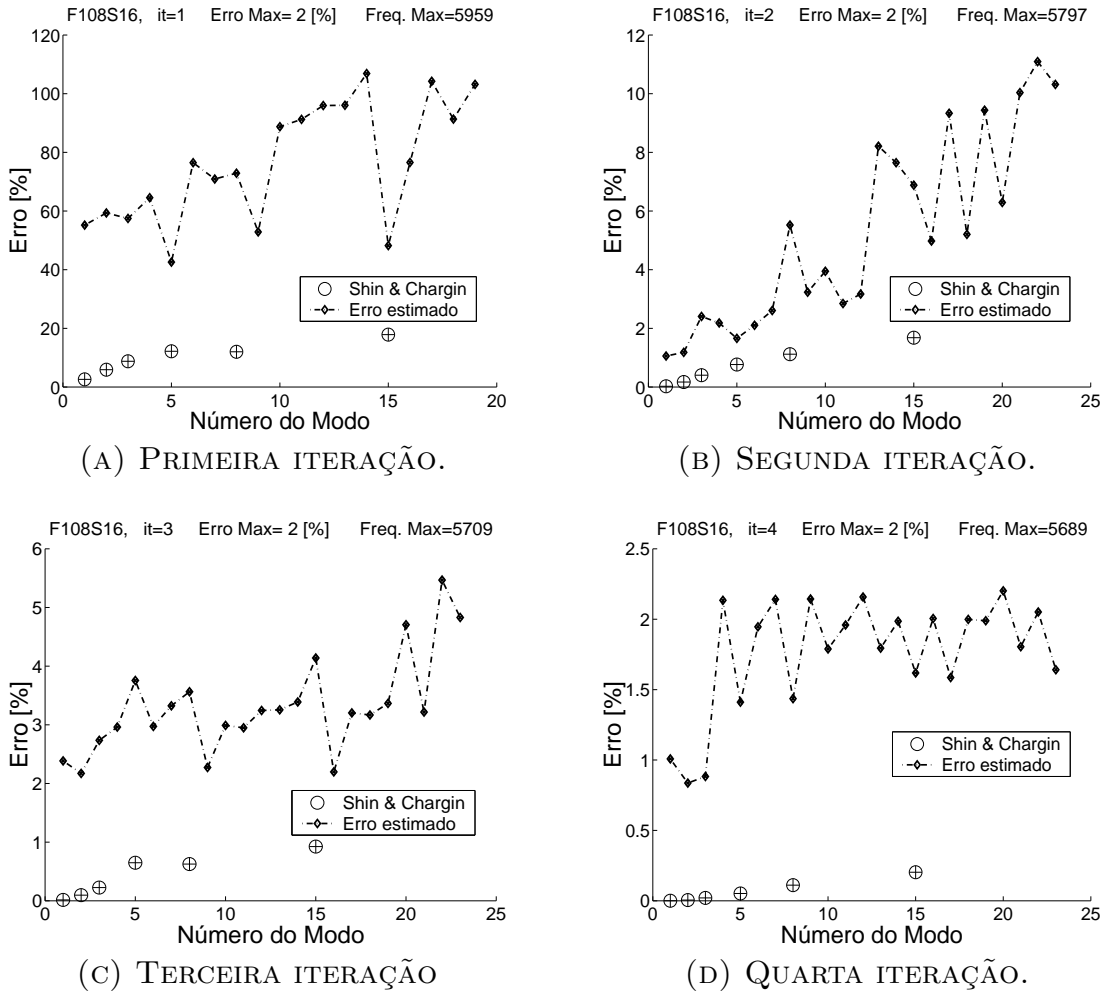 F108S16, it=1 Erro Max= 2 [%] Freq. Max=5959
120
100
80
60
40
20
0
Erro [%]
Shin & Chargin
Erro estimado
0 5 10 15 20
Número do Modo
(A) PRIMEIRA ITERAÇÃO.
F108S16, it=2 Erro Max= 2 [%] Freq. Max=5797
12
10
8
6
4
2
0
Erro [%]
Shin & Chargin
Erro estimado
0 5 10 15 20 25
Número do Modo
(B) SEGUNDA ITERAÇÃO.
F108S16, it=3 Erro Max= 2 [%] Freq. Max=5709
6
5
4
3
2
1
0
Erro [%]
Shin & Chargin
Erro estimado
0 5 10 15 20 25
Número do Modo
(C) TERCEIRA ITERAÇÃO
F108S16, it=4 Erro Max= 2 [%] Freq. Max=5689
2.5
2
1.5
1
0.5
0
Erro [%]
Shin & Chargin
Erro estimado
0 5 10 15 20 25
Número do Modo
(D) QUARTA ITERAÇÃO.